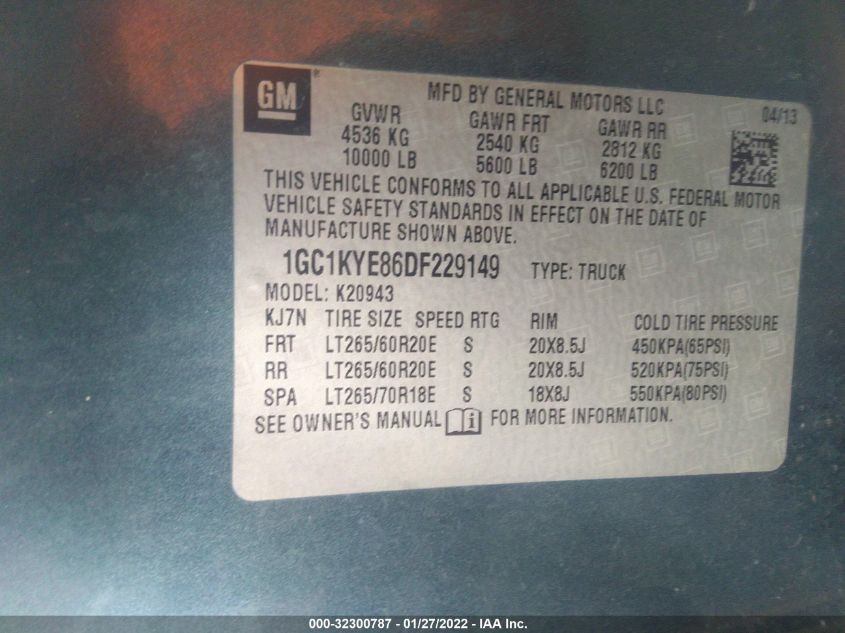 GM
MFD BY GENERAL MOTORS LLC
04/13
GVWR GAWR FRT GAWR RR
4536 KG 2540 KG 2812 KG
10000 LB 5600 LB 6200 LB
THIS VEHICLE CONFORMS TO ALL APPLICABLE U.S. FEDERAL MOTOR
VEHICLE SAFETY STANDARDS IN EFFECT ON THE DATE OF
MANUFACTURE SHOWN ABOVE.
1GC1KYE86DF229149 TYPE: TRUCK
MODEL: K20943
KJ7N TIRE SIZE SPEED RTG RIM COLD TIRE PRESSURE
FRT LT265/60R20E S 20X8.5J 450KPA(65PSI)
RR LT265/60R20E S 20X8.5J 520KPA(75PSI)
SPA LT265/70R18E S 18X8J 550KPA(80PSI)
SEE OWNER'S MANUAL i FOR MORE INFORMATION.
000-32300787 - 01/27/2022 - IAA Inc.